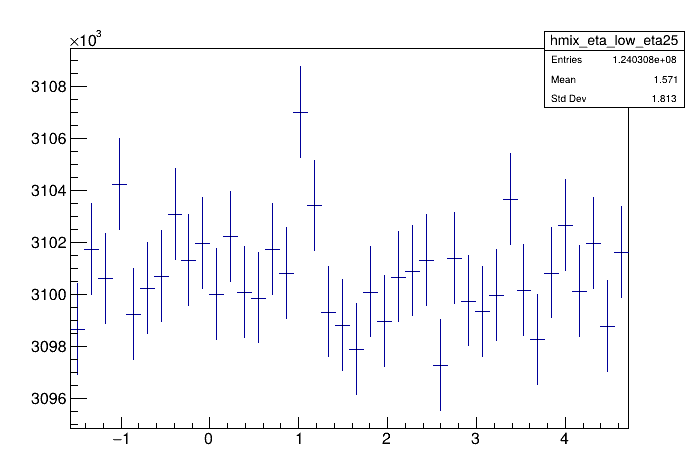 ×10³
hmix_eta_low_eta25
Entries 1.240308e+08
Mean 1.571
Std Dev 1.813
3108
3106
3104
3102
3100
3098
3096
−1 0 1 2 3 4